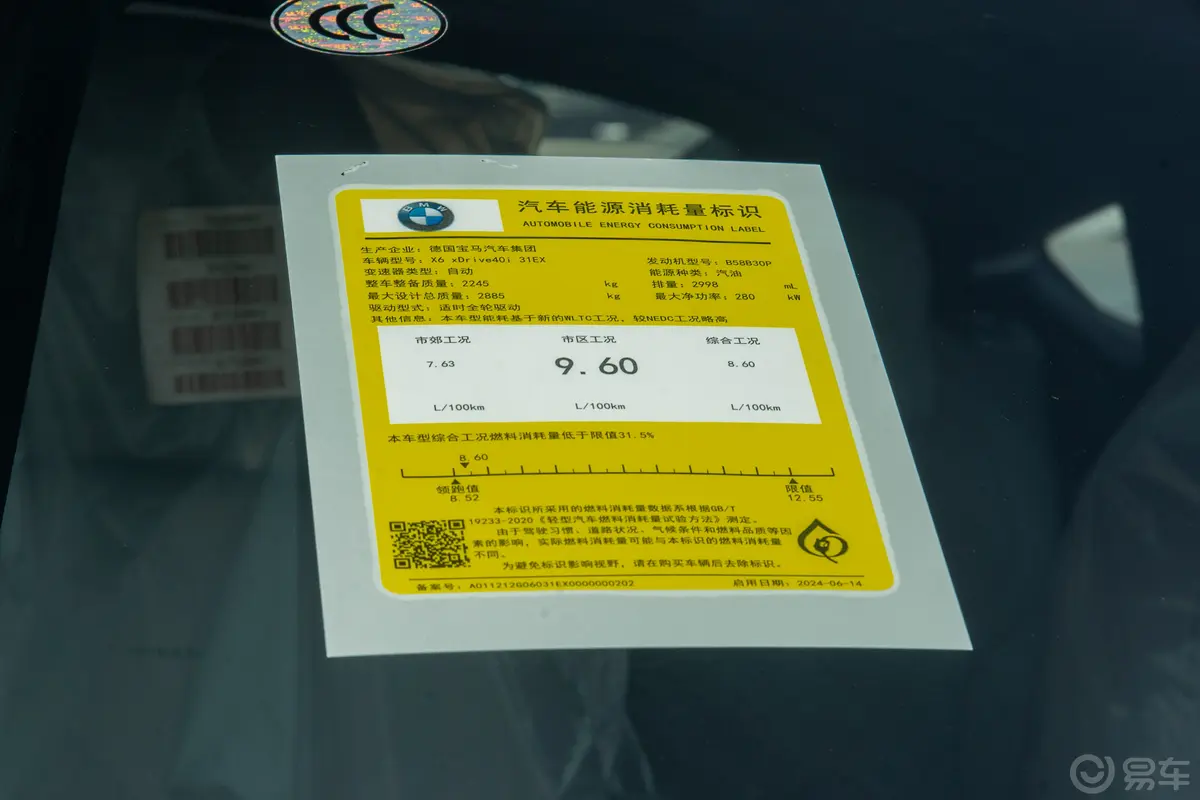 CCC
BMW
汽车能源消耗量标识
AUTOMOBILE ENERGY CONSUMPTION LABEL
生产企业：德国宝马汽车集团
车辆型号：X6 xDrive40i 31EX 发动机型号：B58B30P
变速器类型：自动 能源种类：汽油
整车整备质量：2245 kg 排量：2998 mL
最大设计总质量：2885 kg 最大净功率：280 kW
驱动型式：适时全轮驱动
其他信息：本车型能耗基于新的WLTC工况，较NEDC工况略高
市郊工况 市区工况 综合工况
7.63 9.60 8.60
L/100km L/100km L/100km
本车型综合工况燃料消耗量低于限值31.5%
8.60
领跑值 限值
8.52 12.55
本标识所采用的燃料消耗量数据系根据GB/T
19233-2020《轻型汽车燃料消耗量试验方法》测定。
由于驾驶习惯、道路状况、气候条件和燃料品质等因
素的影响，实际燃料消耗量可能与本标识的燃料消耗量
不同。
为避免标识影响视野，请在购买车辆后去除标识。
备案号：AD11212G06031EX0000000202 启用日期：2024-06-14
易车